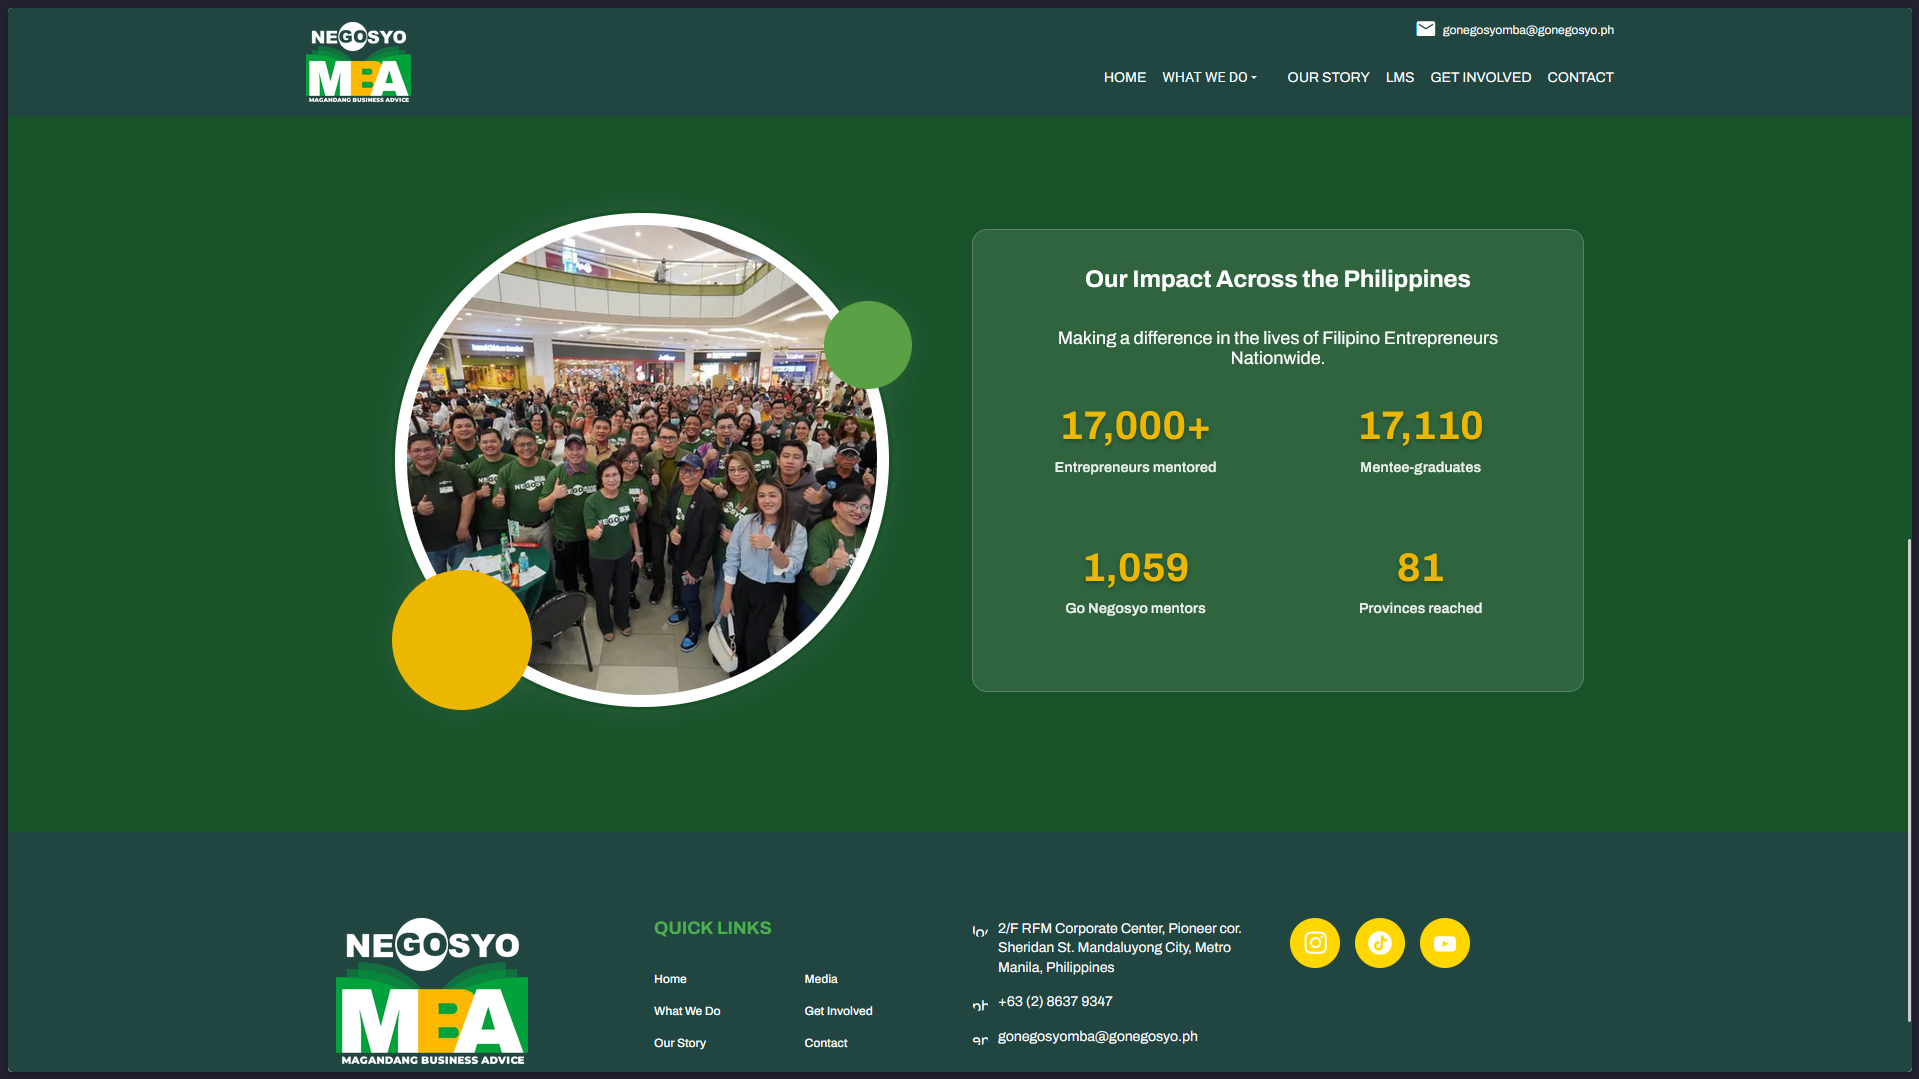 NEGOSYO
MBA
MAGANDANG BUSINESS ADVICE
gonegosyomba@gonegosyo.ph
HOME
WHAT WE DO
OUR STORY
LMS
GET INVOLVED
CONTACT
Our Impact Across the Philippines
Making a difference in the lives of Filipino Entrepreneurs
Nationwide.
17,000+
Entrepreneurs mentored
17,110
Mentee-graduates
1,059
Go Negosyo mentors
81
Provinces reached
NEGOSYO
MBA
MAGANDANG BUSINESS ADVICE
QUICK LINKS
Home
What We Do
Our Story
Media
Get Involved
Contact
2/F RFM Corporate Center, Pioneer cor.
Sheridan St. Mandaluyong City, Metro
Manila, Philippines
+63 (2) 8637 9347
gonegosyomba@gonegosyo.ph